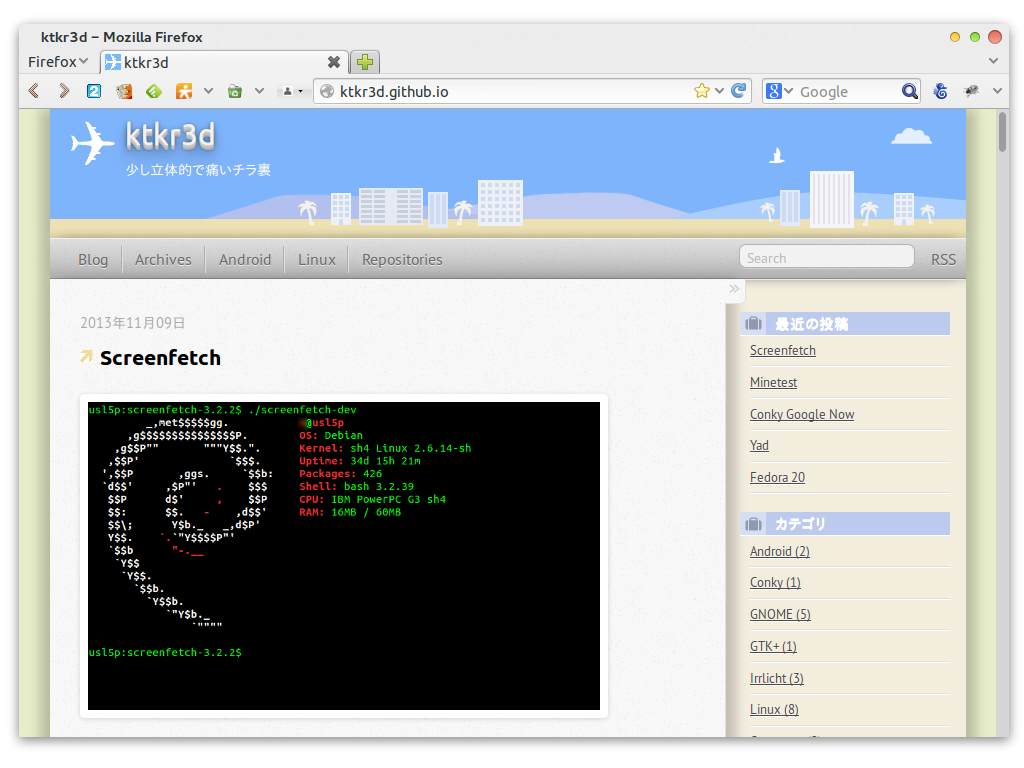 ktkr3d - Mozilla Firefox
Firefox
ktkr3d
ktkr3d.github.io
8
Google
ktkr3d
少し立体的で痛いチラ裏
Blog
Archives
Android
Linux
Repositories
Search
RSS
»
2013年11月09日
Screenfetch
usl5p:screenfetch-3.2.2$ ./screenfetch-dev
         _,met$$$$$gg.           @usl5p
      ,g$$$$$$$$$$$$$$$P.        OS: Debian
    ,g$$P""       """Y$$.".      Kernel: sh4 Linux 2.6.14-sh
   ,$$P'              `$$$.      Uptime: 34d 15h 21m
  ',$$P       ,ggs.     `$$b:    Packages: 426
  `d$$'     ,$P"'   .    $$$     Shell: bash 3.2.39
   $$P      d$'     ,    $$P     CPU: IBM PowerPC G3 sh4
   $$:      $$.   -    ,d$$'     RAM: 16MB / 60MB
   $$\;      Y$b._   _,d$P'
   Y$$.    `.`"Y$$$$P"'
   `$$b      "-.__
    `Y$$
     `Y$$.
       `$$b.
         `Y$$b.
            `"Y$b._
                `""""
usl5p:screenfetch-3.2.2$
最近の投稿
Screenfetch
Minetest
Conky Google Now
Yad
Fedora 20
カテゴリ
Android (2)
Conky (1)
GNOME (5)
GTK+ (1)
Irrlicht (3)
Linux (8)